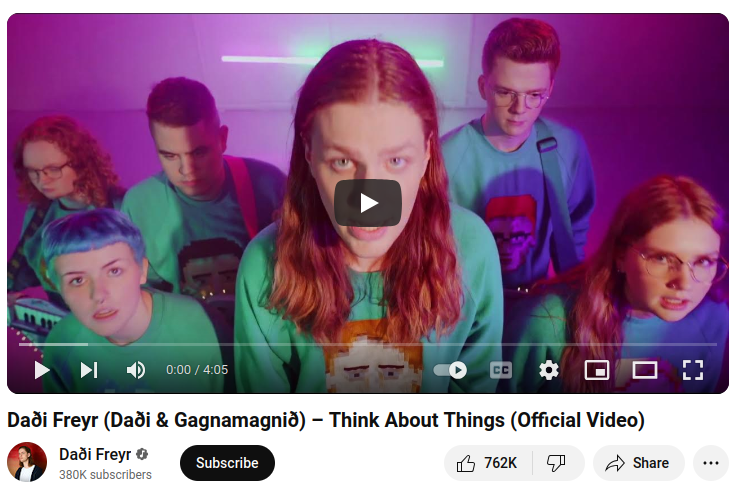 0:00 / 4:05
CC
Daði Freyr (Daði & Gagnamagnið) – Think About Things (Official Video)
Daði Freyr
380K subscribers
Subscribe
762K
Share